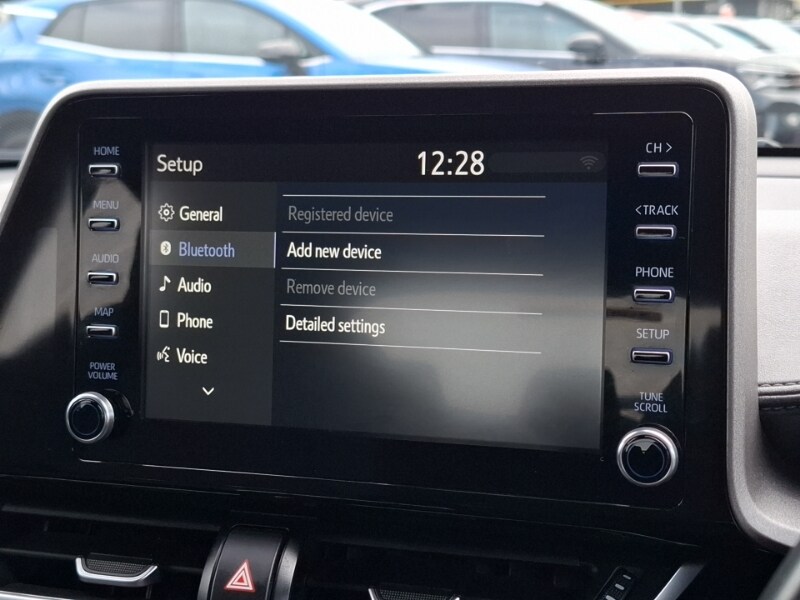 Setup
12:28
General
Bluetooth
Audio
Phone
Voice
Registered device
Add new device
Remove device
Detailed settings
HOME
MENU
AUDIO
MAP
POWER
VOLUME
CH >
< TRACK
PHONE
SETUP
TUNE
SCROLL